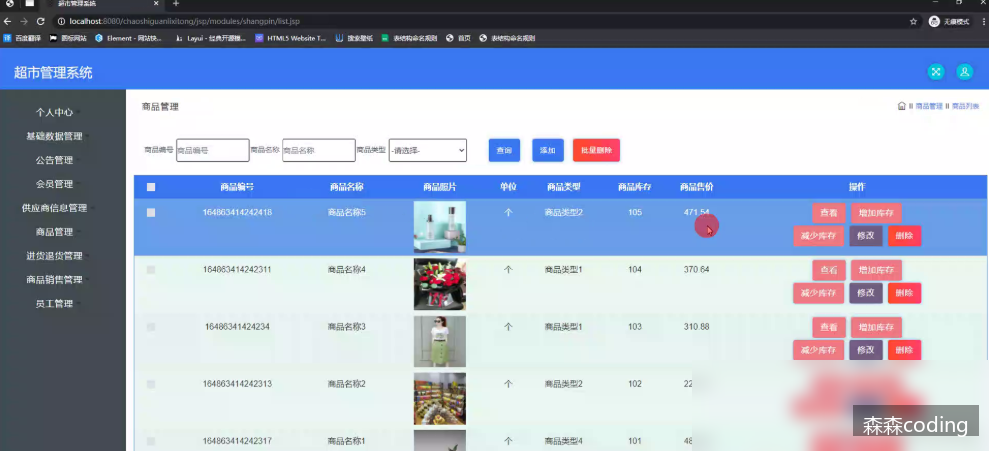 超市管理系统
localhost:8080/chaoshiguanlixitong/jsp/modules/shangpin/list.jsp
无痕模式
百度翻译 图标网站 Element - 网站快... Layui - 经典开源模... HTML5 Website T... 搜金壁纸 表结构命名规则 首页 表结构命名规则
超市管理系统
个人中心
基础数据管理
公告管理
会员管理
供应商信息管理
商品管理
进货退货管理
商品销售管理
员工管理
商品管理
商品管理 商品列表
商品编号 商品编号 商品名称 商品名称 商品类型 -请选择- 查询 添加 批量删除
商品编号 商品名称 商品照片 单位 商品类型 商品库存 商品售价 操作
164863414242418 商品名称5 个 商品类型2 105 471.54 查看 增加库存
减少库存 修改 删除
164863414242311 商品名称4 个 商品类型1 104 370.64 查看 增加库存
减少库存 修改 删除
16486341424234 商品名称3 个 商品类型1 103 310.88 查看 增加库存
减少库存 修改 删除
164863414242313 商品名称2 个 商品类型2 102 22
164863414242317 商品名称1 个 商品类型4 101 48
森森coding